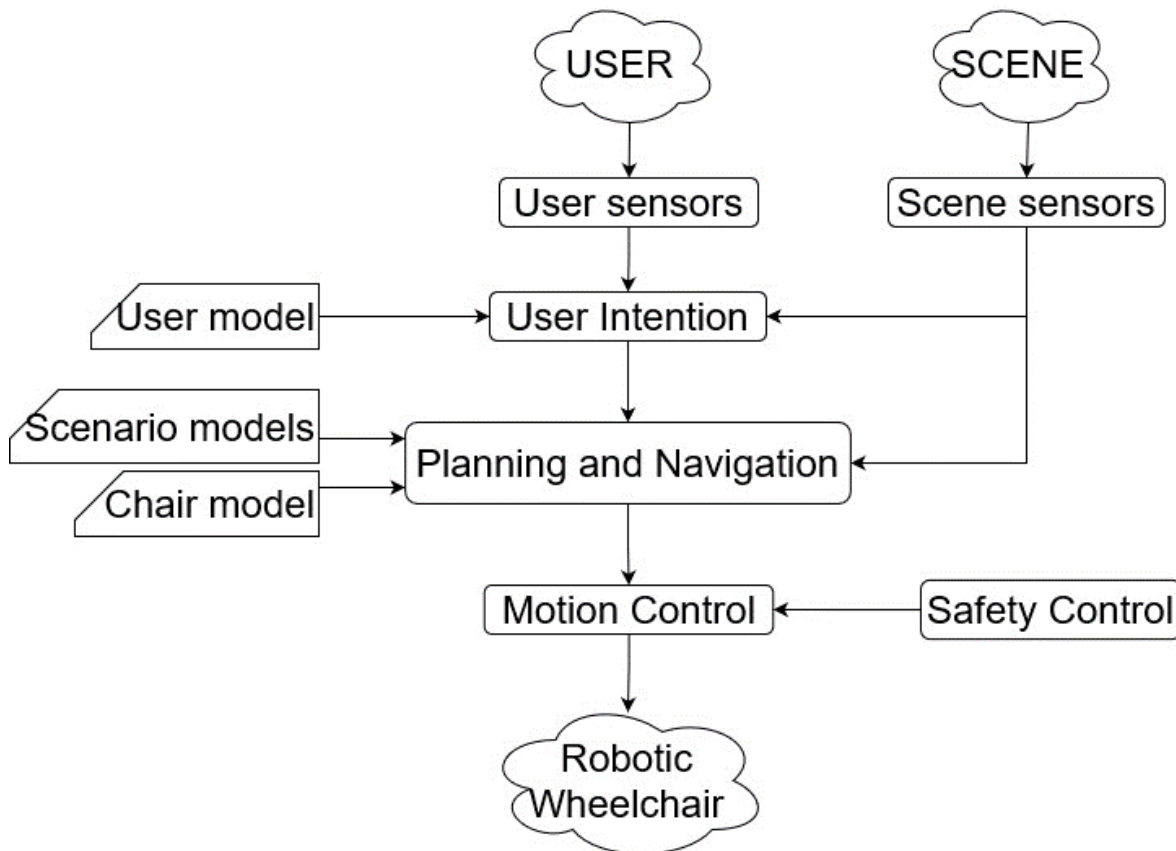 USER
SCENE
User sensors
Scene sensors
User model
User Intention
Scenario models
Planning and Navigation
Chair model
Motion Control
Safety Control
Robotic
Wheelchair